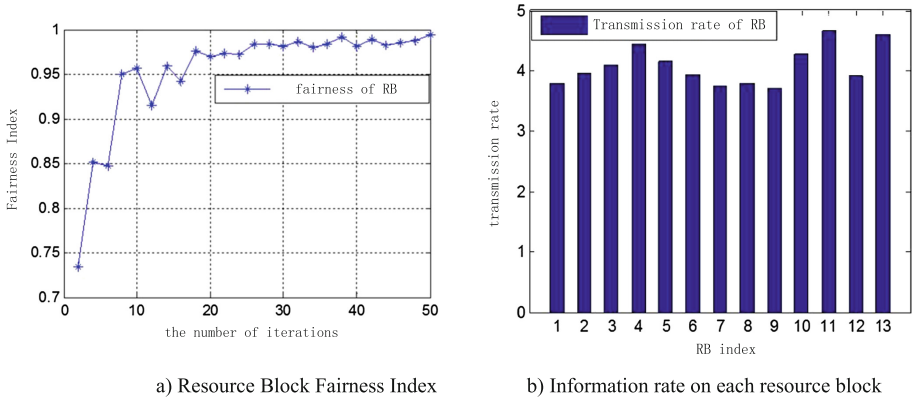 1
0.95
0.9
0.85
0.8
0.75
0.7
Fairness Index
fairness of RB
0 10 20 30 40 50
the number of iterations
a) Resource Block Fairness Index
5
4
3
2
1
0
transmission rate
Transmission rate of RB
1 2 3 4 5 6 7 8 9 10 11 12 13
RB index
b) Information rate on each resource block